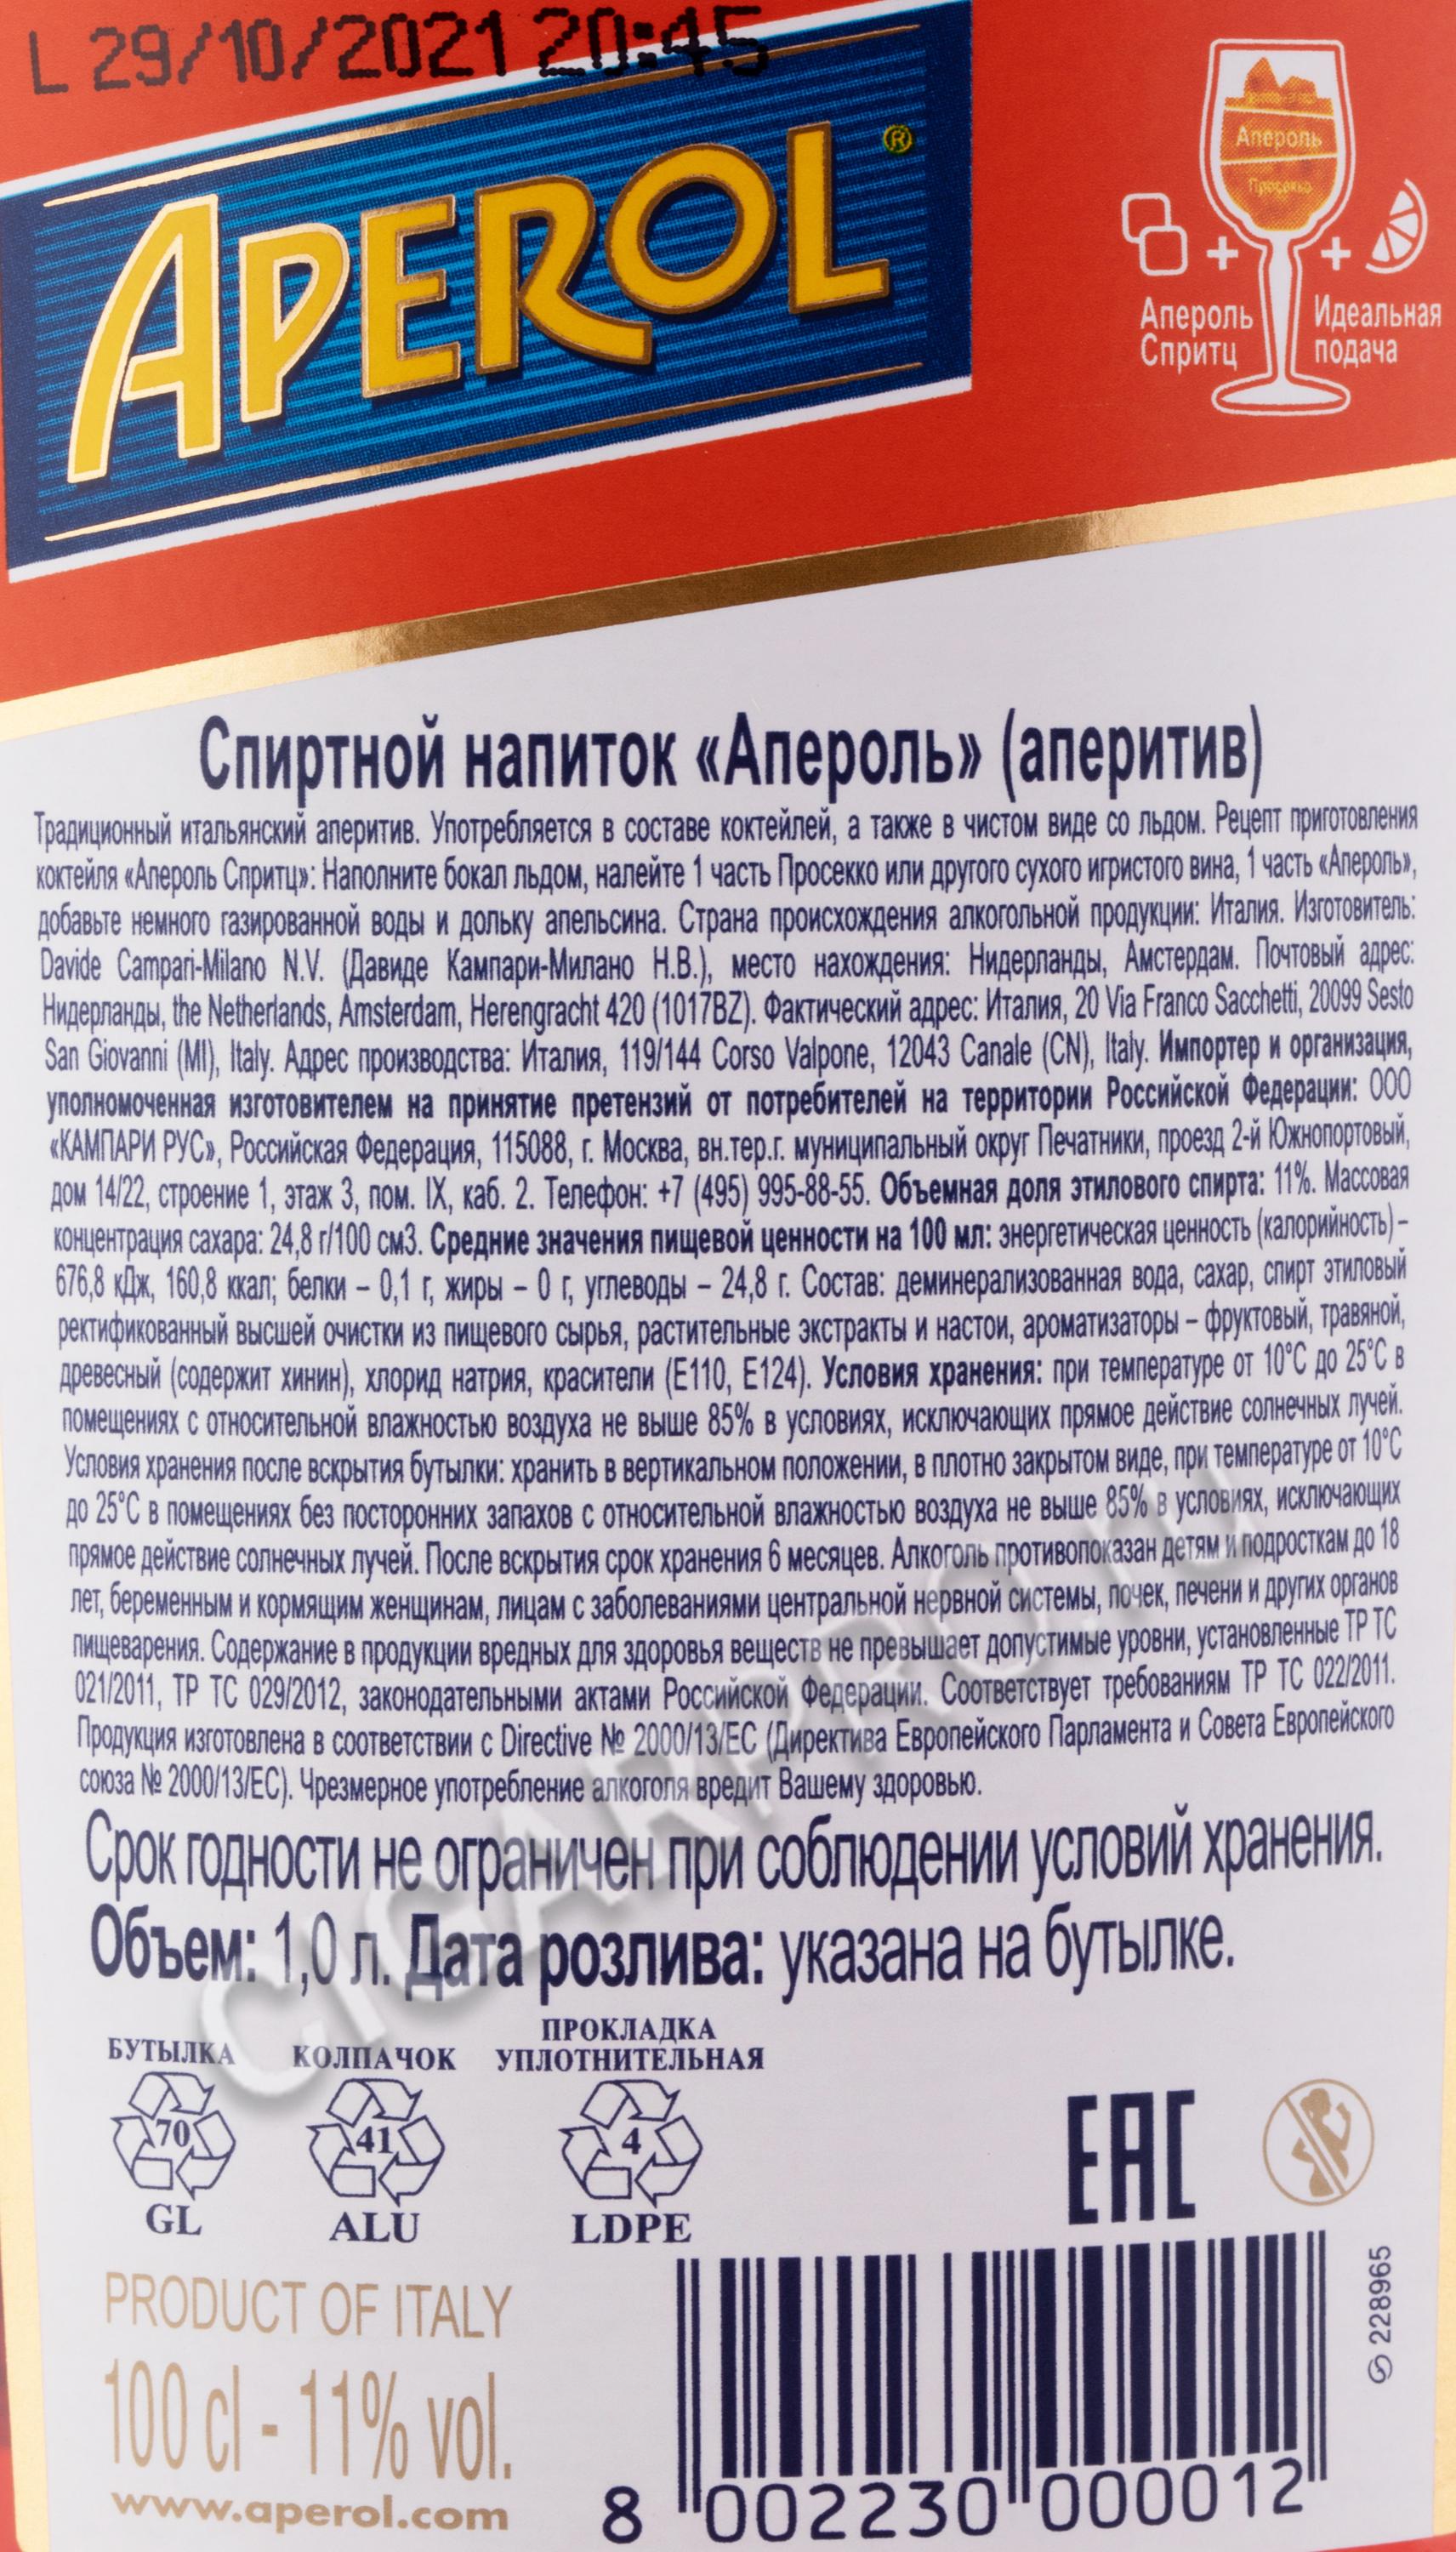 L 29/10/2021 20:45
APEROL ®
Апероль
Просекко
+ +
Апероль
Спритц
Идеальная
подача
Спиртной напиток «Апероль» (аперитив)
Традиционный итальянский аперитив. Употребляется в составе коктейлей, а также в чистом виде со льдом. Рецепт приготовления
коктейля «Апероль Спритц»: Наполните бокал льдом, налейте 1 часть Просекко или другого сухого игристого вина, 1 часть «Апероль»,
добавьте немного газированной воды и дольку апельсина. Страна происхождения алкогольной продукции: Италия. Изготовитель:
Davide Campari-Milano N.V. (Давиде Кампари-Милано Н.В.), место нахождения: Нидерланды, Амстердам. Почтовый адрес:
Нидерланды, the Netherlands, Amsterdam, Herengracht 420 (1017BZ). Фактический адрес: Италия, 20 Via Franco Sacchetti, 20099 Sesto
San Giovanni (MI), Italy. Адрес производства: Италия, 119/144 Corso Valpone, 12043 Canale (CN), Italy. Импортер и организация,
уполномоченная изготовителем на принятие претензий от потребителей на территории Российской Федерации: ООО
«КАМПАРИ РУС», Российская Федерация, 115088, г. Москва, вн.тер.г. муниципальный округ Печатники, проезд 2-й Южнопортовый,
дом 14/22, строение 1, этаж 3, пом. IX, каб. 2. Телефон: +7 (495) 995-88-55. Объемная доля этилового спирта: 11%. Массовая
концентрация сахара: 24,8 г/100 см3. Средние значения пищевой ценности на 100 мл: энергетическая ценность (калорийность) –
676,8 кДж, 160,8 ккал; белки – 0,1 г, жиры – 0 г, углеводы – 24,8 г. Состав: деминерализованная вода, сахар, спирт этиловый
ректификованный высшей очистки из пищевого сырья, растительные экстракты и настои, ароматизаторы – фруктовый, травяной,
древесный (содержит хинин), хлорид натрия, красители (Е110, Е124). Условия хранения: при температуре от 10°С до 25°С в
помещениях с относительной влажностью воздуха не выше 85% в условиях, исключающих прямое действие солнечных лучей.
Условия хранения после вскрытия бутылки: хранить в вертикальном положении, в плотно закрытом виде, при температуре от 10°С
до 25°С в помещениях без посторонних запахов с относительной влажностью воздуха не выше 85% в условиях, исключающих
прямое действие солнечных лучей. После вскрытия срок хранения 6 месяцев. Алкоголь противопоказан детям и подросткам до 18
лет, беременным и кормящим женщинам, лицам с заболеваниями центральной нервной системы, почек, печени и других органов
пищеварения. Содержание в продукции вредных для здоровья веществ не превышает допустимые уровни, установленные ТР ТС
021/2011, ТР ТС 029/2012, законодательными актами Российской Федерации. Соответствует требованиям ТР ТС 022/2011.
Продукция изготовлена в соответствии с Directive № 2000/13/EC (Директива Европейского Парламента и Совета Европейского
союза № 2000/13/EC). Чрезмерное употребление алкоголя вредит Вашему здоровью.
Срок годности не ограничен при соблюдении условий хранения.
Объем: 1,0 л. Дата розлива: указана на бутылке.
CIGARPRO.ru
БУТЫЛКА
70
GL
КОЛПАЧОК
41
ALU
ПРОКЛАДКА
УПЛОТНИТЕЛЬНАЯ
4
LDPE
EAC
PRODUCT OF ITALY
100 cl - 11% vol.
www.aperol.com
8 002230 000012
228965